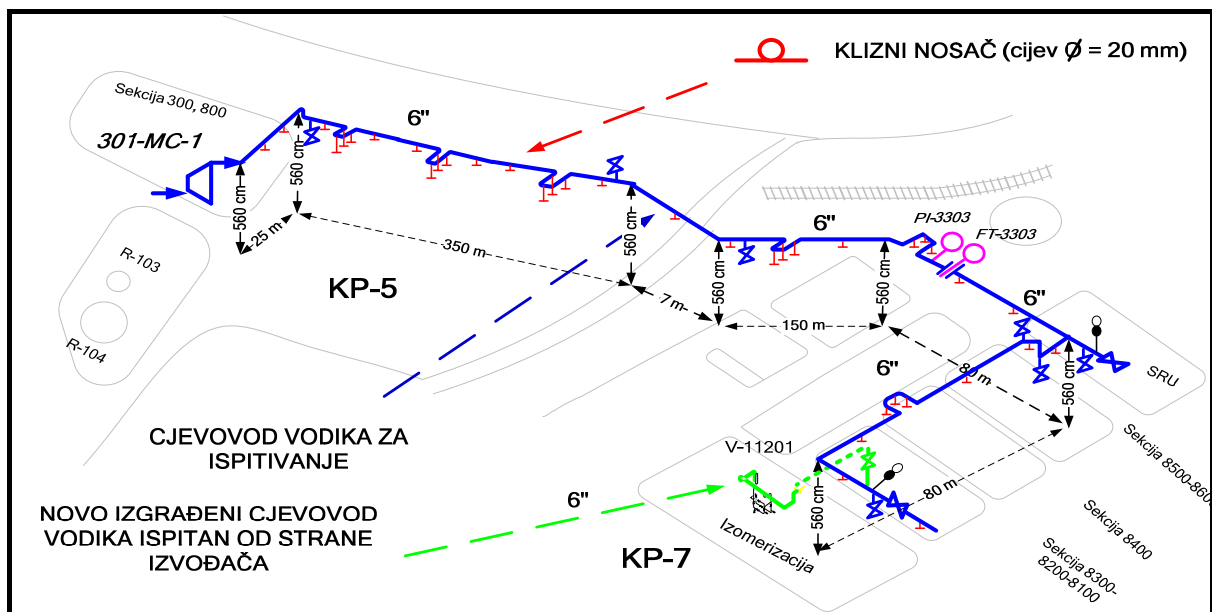 KLIZNI NOSAČ (cijev Ø = 20 mm)
Sekcija 300, 800
6"
301-MC-1
560 cm
560 cm
25 m
350 m
560 cm
6"
PI-3303
FT-3303
R-103
KP-5
7 m
560 cm
150 m
560 cm
6"
R-104
6"
80 m
560 cm
SRU
CJEVOVOD VODIKA ZA
ISPITIVANJE
V-11201
Sekcija 8500-8600
6"
80 m
560 cm
NOVO IZGRAĐENI CJEVOVOD
VODIKA ISPITAN OD STRANE
IZVOĐAČA
Izomerizacija
KP-7
Sekcija 8400
Sekcija 8300-
8200-8100